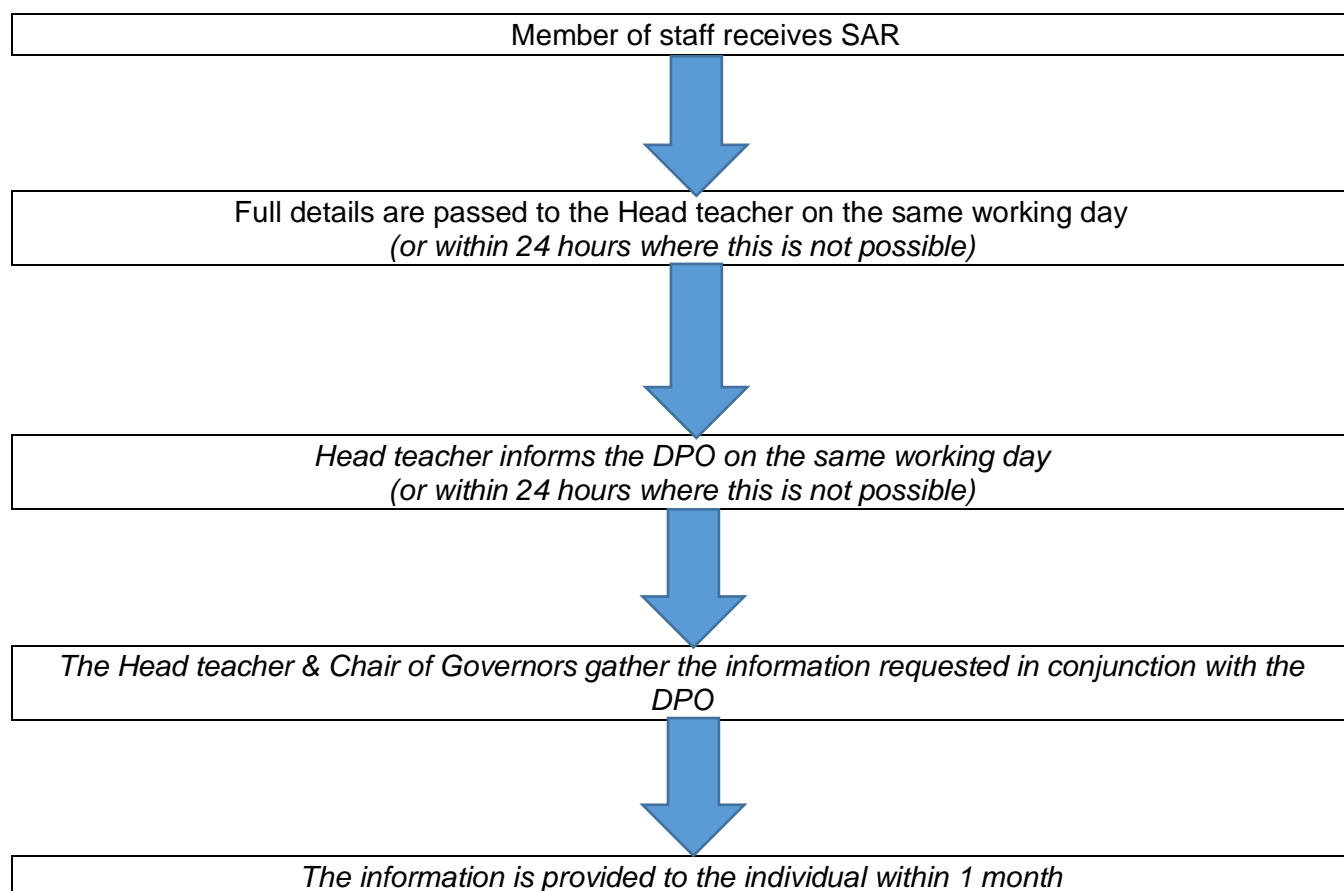 Member of staff receives SAR
Full details are passed to the Head teacher on the same working day
(or within 24 hours where this is not possible)
Head teacher informs the DPO on the same working day
(or within 24 hours where this is not possible)
The Head teacher & Chair of Governors gather the information requested in conjunction with the
DPO
The information is provided to the individual within 1 month